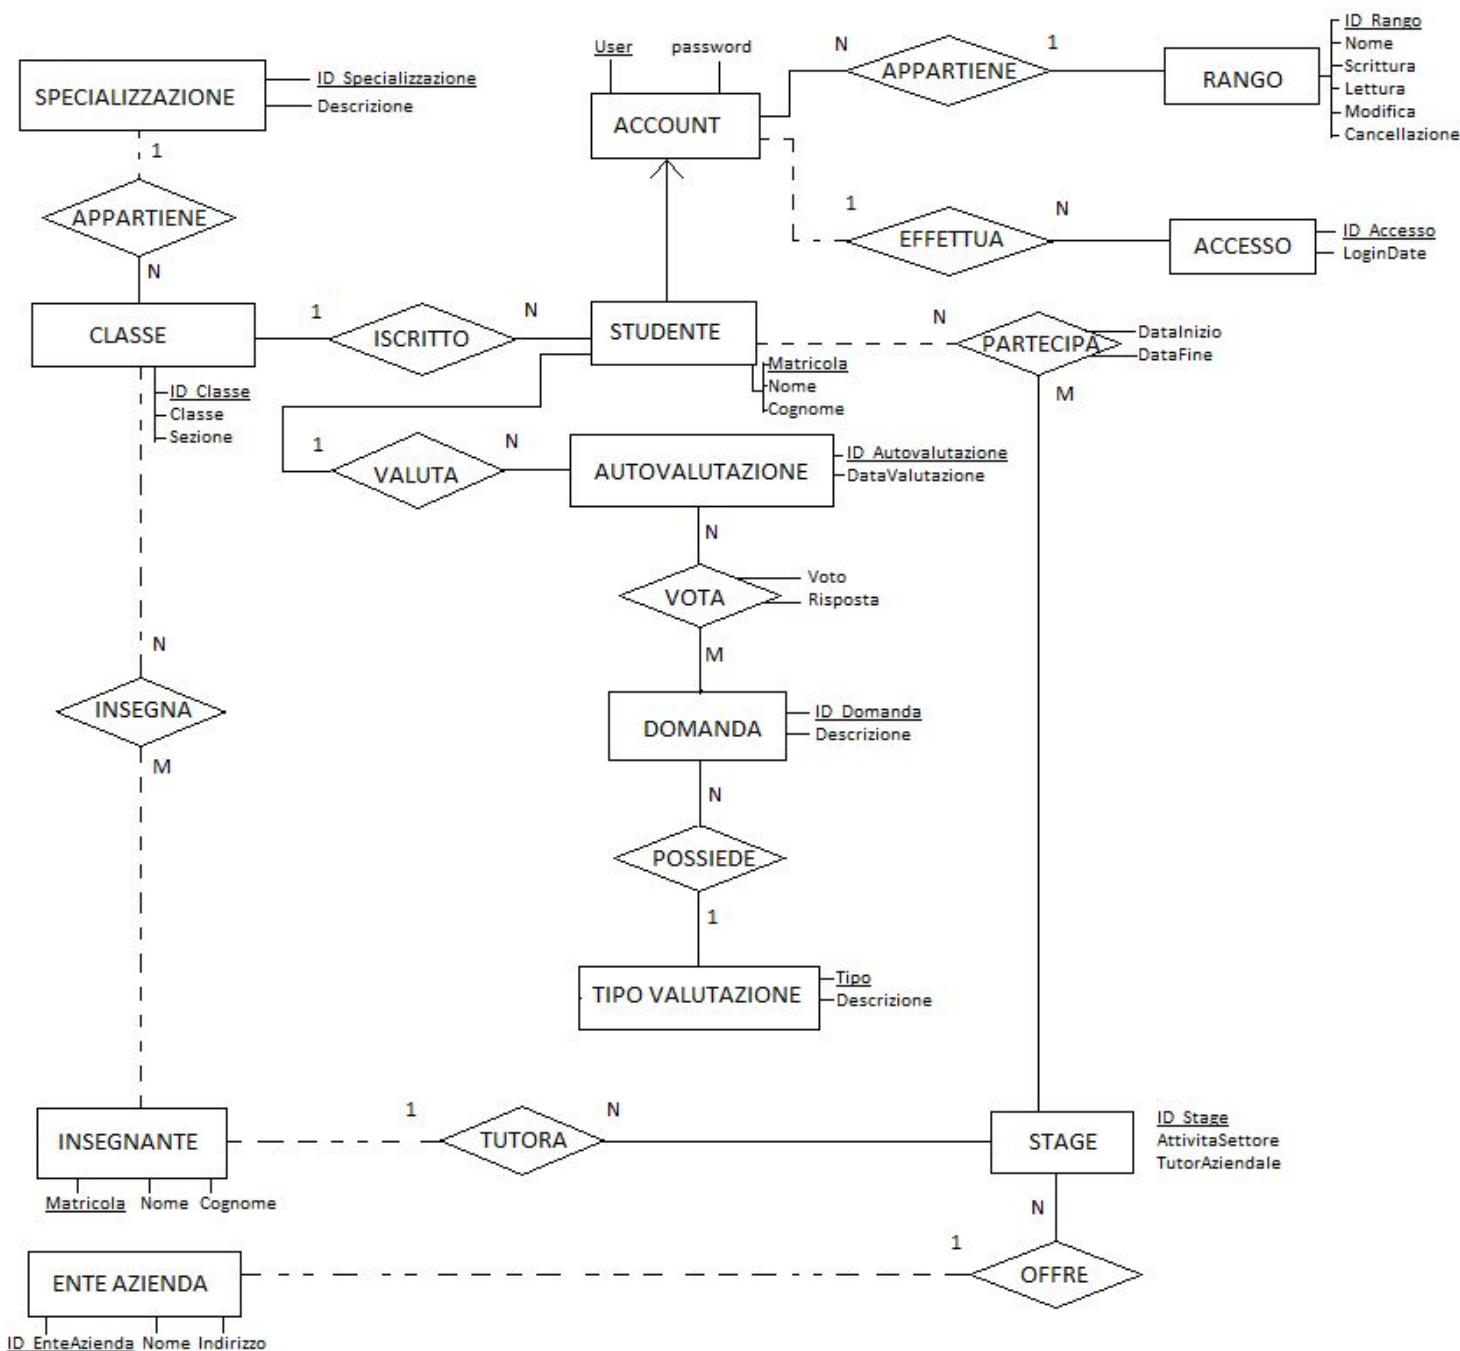 User password
N
APPARTIENE
1
RANGO
ID_Rango
Nome
Scrittura
Lettura
Modifica
Cancellazione
SPECIALIZZAZIONE
ID_Specializzazione
Descrizione
ACCOUNT
1
APPARTIENE
N
1
EFFETTUA
N
ACCESSO
ID_Accesso
LoginDate
CLASSE
1
ISCRITTO
N
STUDENTE
N
PARTECIPA
DataInizio
DataFine
M
Matricola
Nome
Cognome
ID_Classe
Classe
Sezione
1
VALUTA
N
AUTOVALUTAZIONE
ID_Autovalutazione
DataValutazione
N
VOTA
Voto
Risposta
M
N
INSEGNA
M
DOMANDA
ID_Domanda
Descrizione
N
POSSIEDE
1
TIPO VALUTAZIONE
Tipo
Descrizione
INSEGNANTE
1
TUTORA
N
STAGE
ID_Stage
AttivitaSettore
TutorAziendale
Matricola Nome Cognome
N
1
OFFRE
ENTE AZIENDA
ID_EnteAzienda Nome Indirizzo